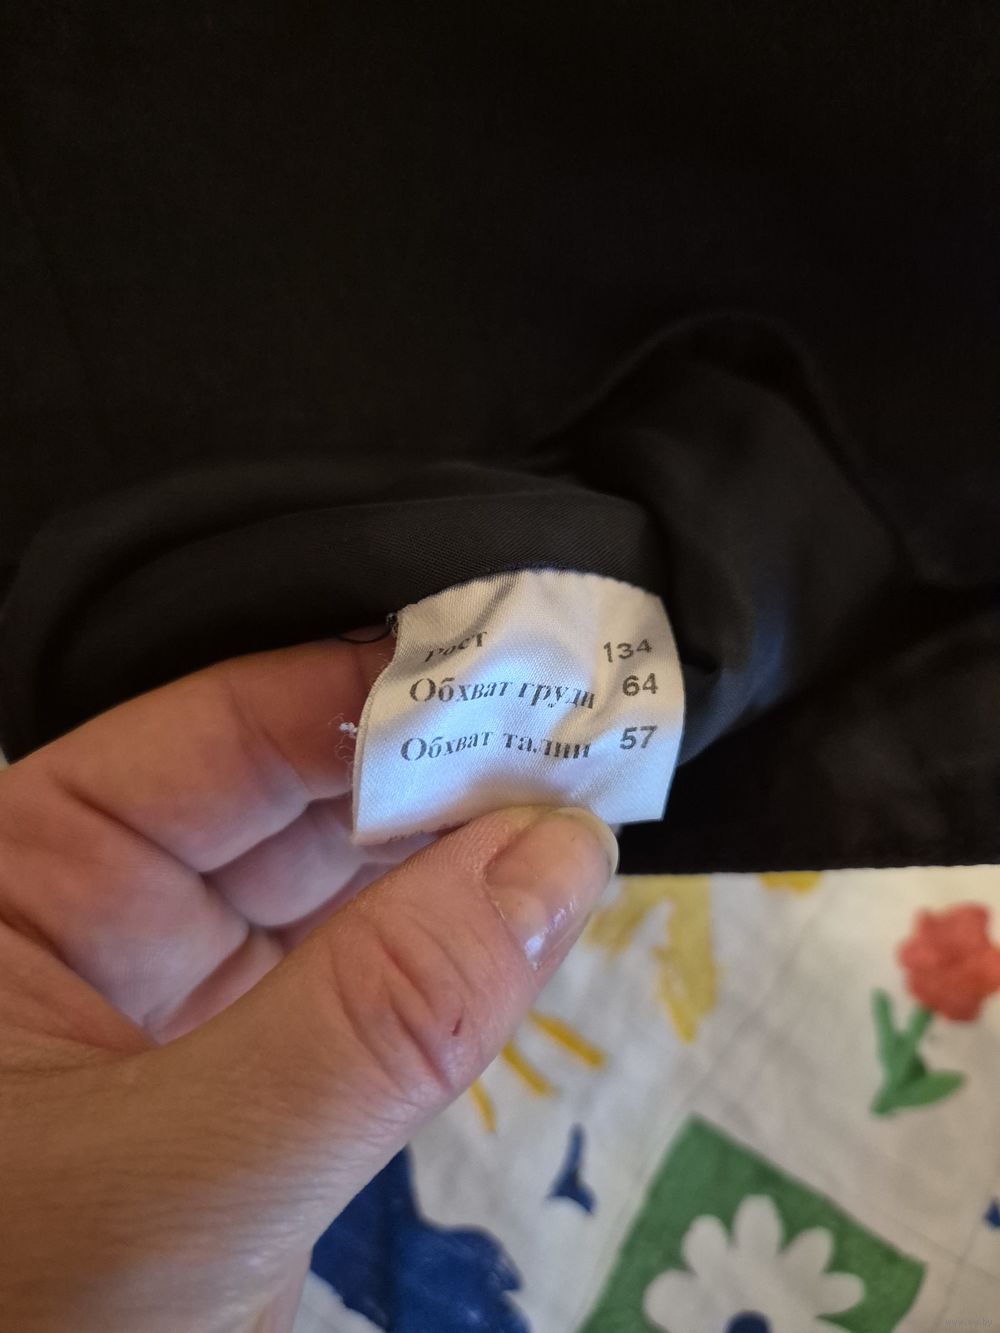 Рост 134
Обхват груди 64
Обхват талии 57